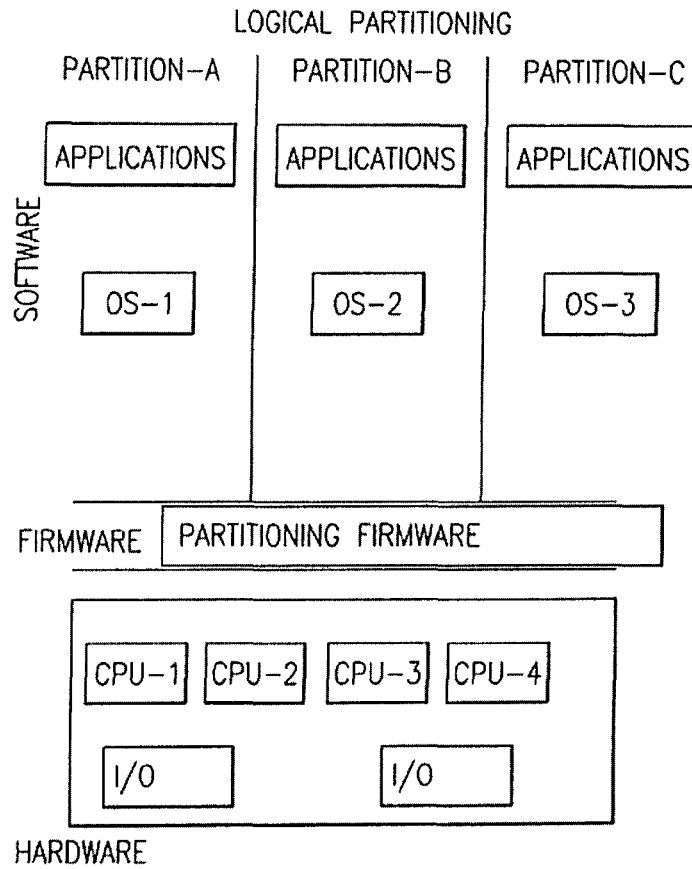 LOGICAL PARTITIONING
PARTITION-A PARTITION-B PARTITION-C
APPLICATIONS APPLICATIONS APPLICATIONS
SOFTWARE
OS-1 OS-2 OS-3
FIRMWARE PARTITIONING FIRMWARE
CPU-1 CPU-2 CPU-3 CPU-4
I/O I/O
HARDWARE